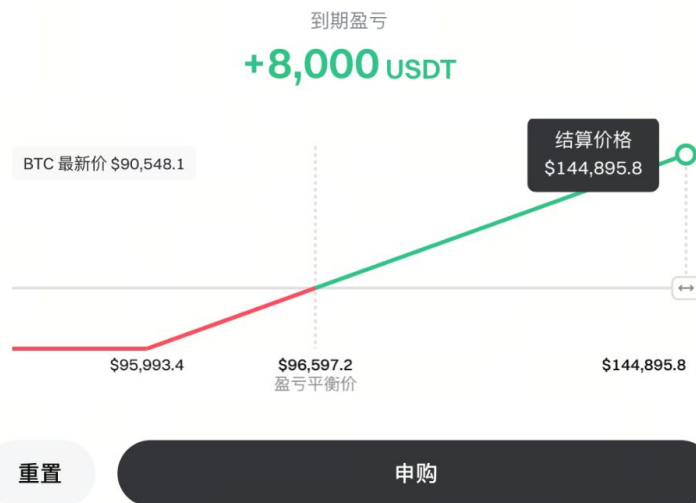 到期盈亏
+8,000 USDT
BTC 最新价 $90,548.1
结算价格
$144,895.8
$95,993.4
$96,597.2
$144,895.8
盈亏平衡价
重置
申购